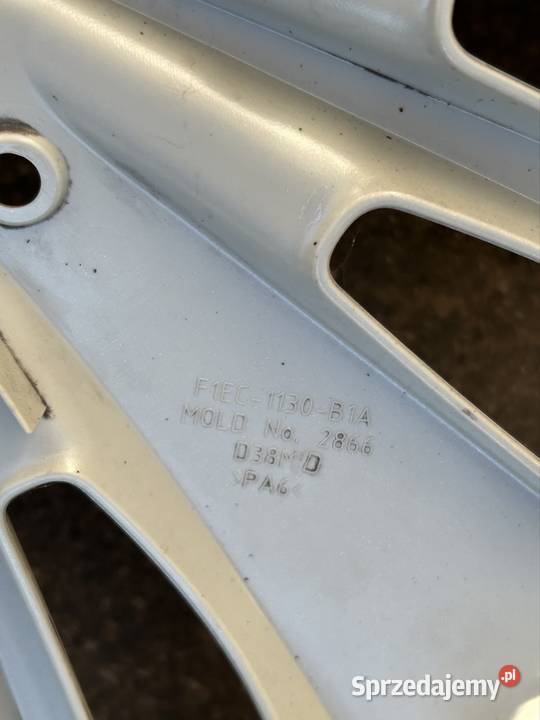 F1EC-1130-B1A
MOLD No. 2866
>PA6<
Sprzedajemy.pl